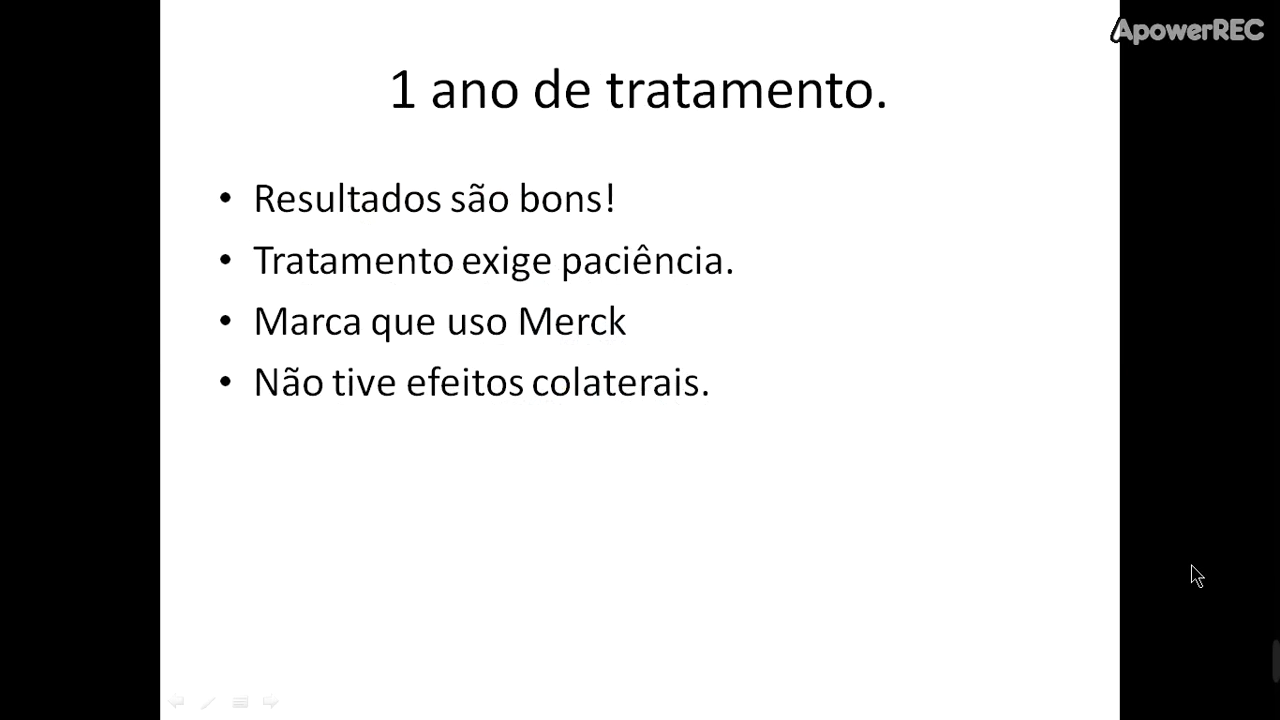 ApowerREC
1 ano de tratamento.
• Resultados são bons!
• Tratamento exige paciência.
• Marca que uso Merck
• Não tive efeitos colaterais.